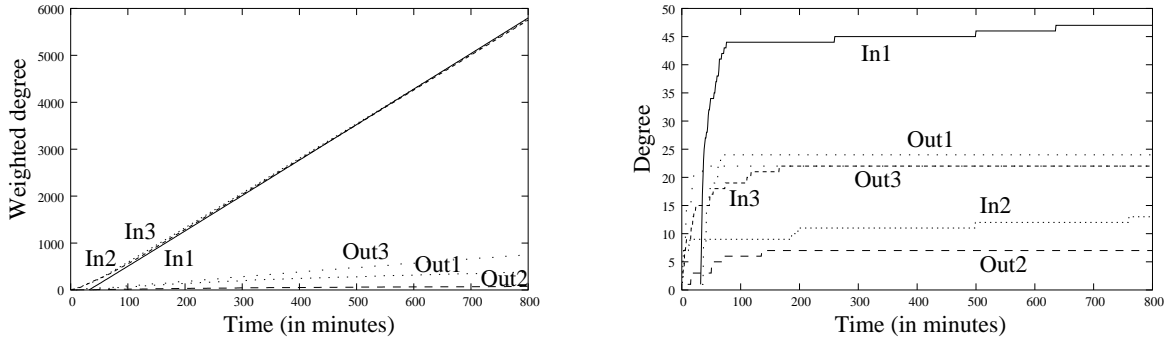 6000
5000
4000
3000
2000
1000
0
0 100 200 300 400 500 600 700 800
Weighted degree
Time (in minutes)
In2
In3
In1
Out3
Out1
Out2
50
45
40
35
30
25
20
15
10
5
0
0 100 200 300 400 500 600 700 800
Degree
Time (in minutes)
In1
Out1
Out3
In3
In2
Out2